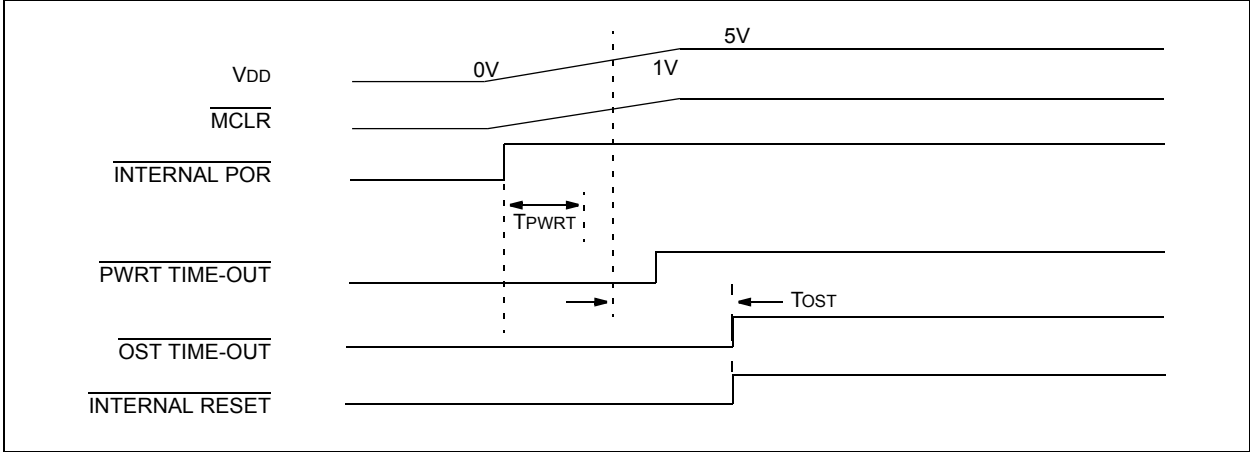 5V
VDD
0V
1V
MCLR
INTERNAL POR
TPWRT
PWRT TIME-OUT
TOST
OST TIME-OUT
INTERNAL RESET